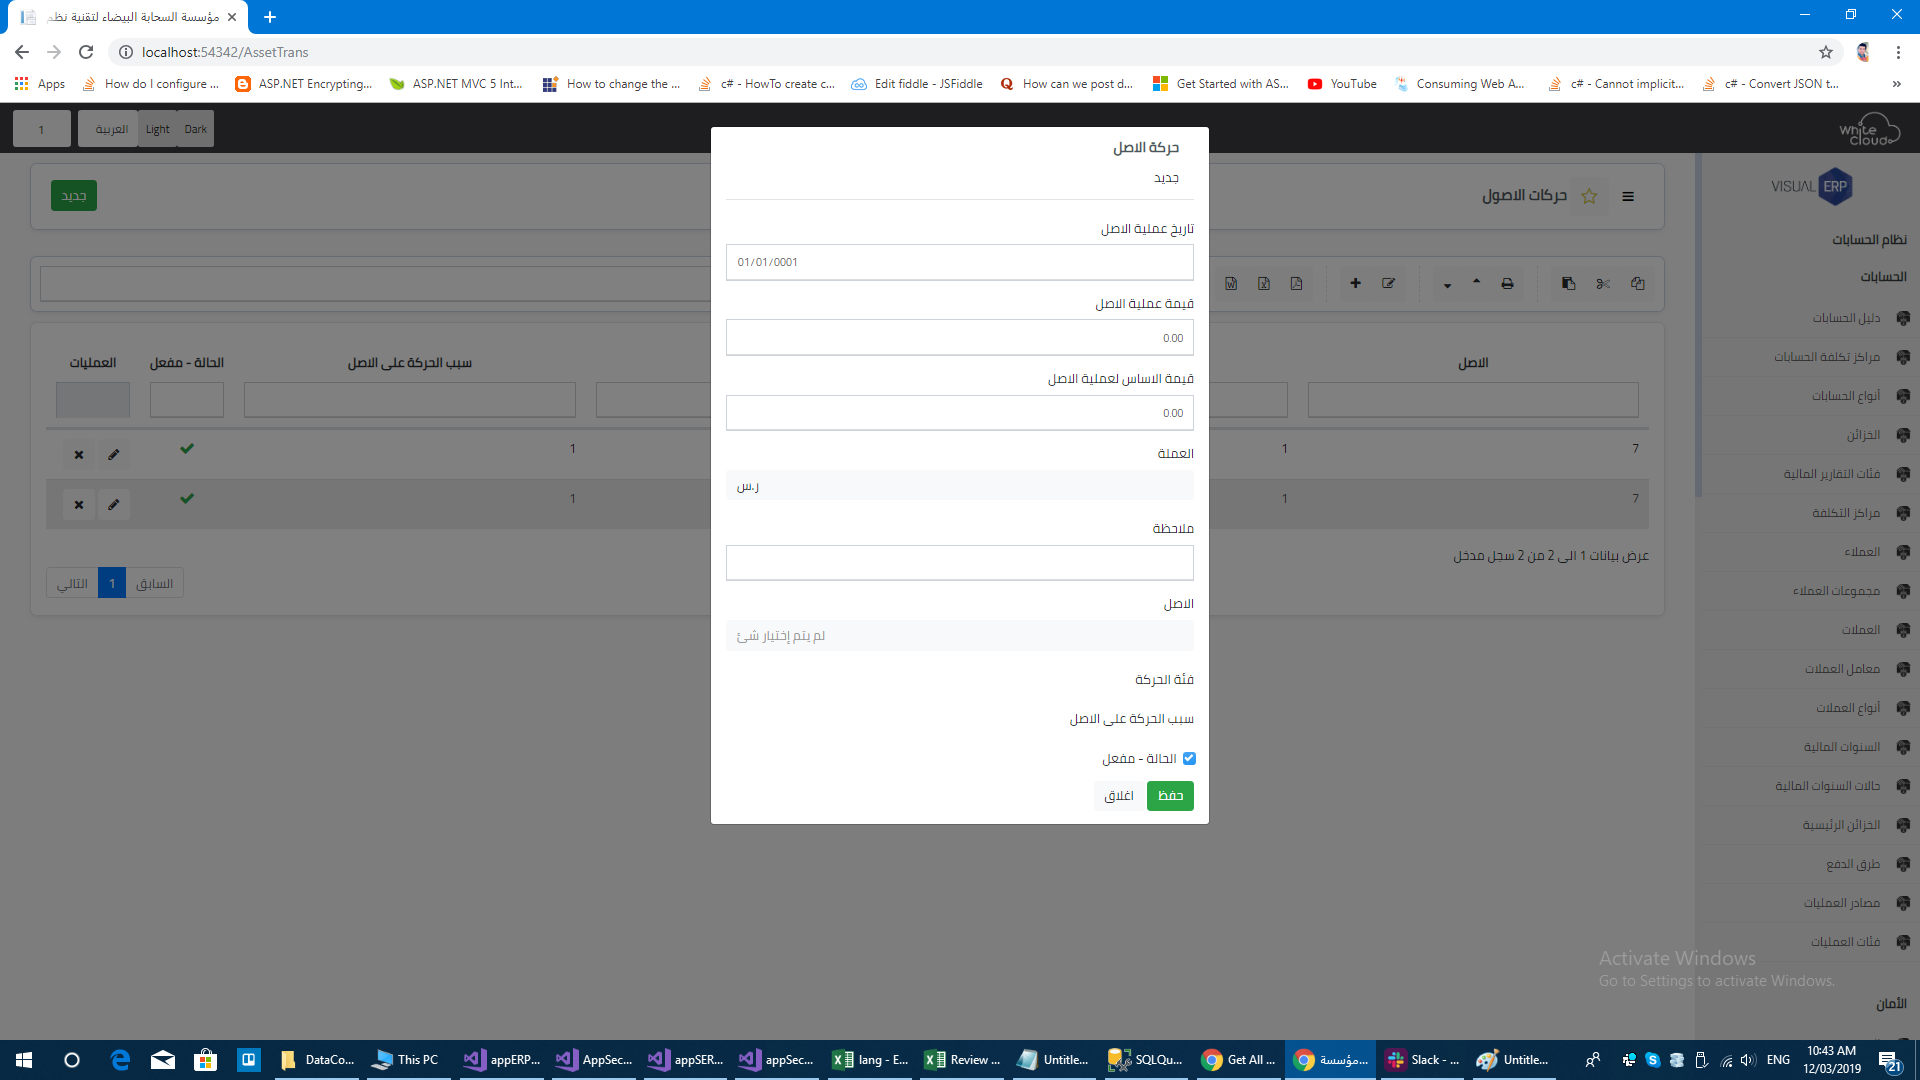 مؤسسة السحابة البيضاء لتقنية نظم
localhost:54342/AssetTrans
Apps
How do I configure ...
ASP.NET Encrypting...
ASP.NET MVC 5 Int...
How to change the ...
c# - HowTo create c...
Edit fiddle - JSFiddle
How can we post d...
Get Started with AS...
YouTube
Consuming Web A...
c# - Cannot implicit...
c# - Convert JSON t...
1
العربية
Light
Dark
white cloud
VISUAL ERP
حركات الاصول
جديد
نظام الحسابات
الحسابات
دليل الحسابات
مراكز تكلفة الحسابات
أنواع الحسابات
الخزائن
فئات التقارير المالية
مراكز التكلفة
العملاء
مجموعات العملاء
العملات
معامل العملات
أنواع العملات
السنوات المالية
حالات السنوات المالية
الخزائن الرئيسية
طرق الدفع
مصادر العمليات
فئات العمليات
الأمان
حركة الاصل
جديد
تاريخ عملية الاصل
01/01/0001
قيمة عملية الاصل
0.00
قيمة الاساس لعملية الاصل
0.00
العملة
ر.س
ملاحظة
الاصل
لم يتم إختيار شئ
فئة الحركة
سبب الحركة على الاصل
الحالة - مفعل
حفظ
اغلاق
الاصل
سبب الحركة على الاصل
الحالة - مفعل
العمليات
7
1
1
7
1
1
عرض بيانات 1 الى 2 من 2 سجل مدخل
السابق
1
التالي
Activate Windows
Go to Settings to activate Windows.
DataCo...
This PC
appERP...
AppSec...
appSER...
appSec...
lang - E...
Review ...
Untitle...
SQLQu...
Get All ...
مؤسسة...
Slack - ...
Untitle...
ENG
10:43 AM
12/03/2019
21